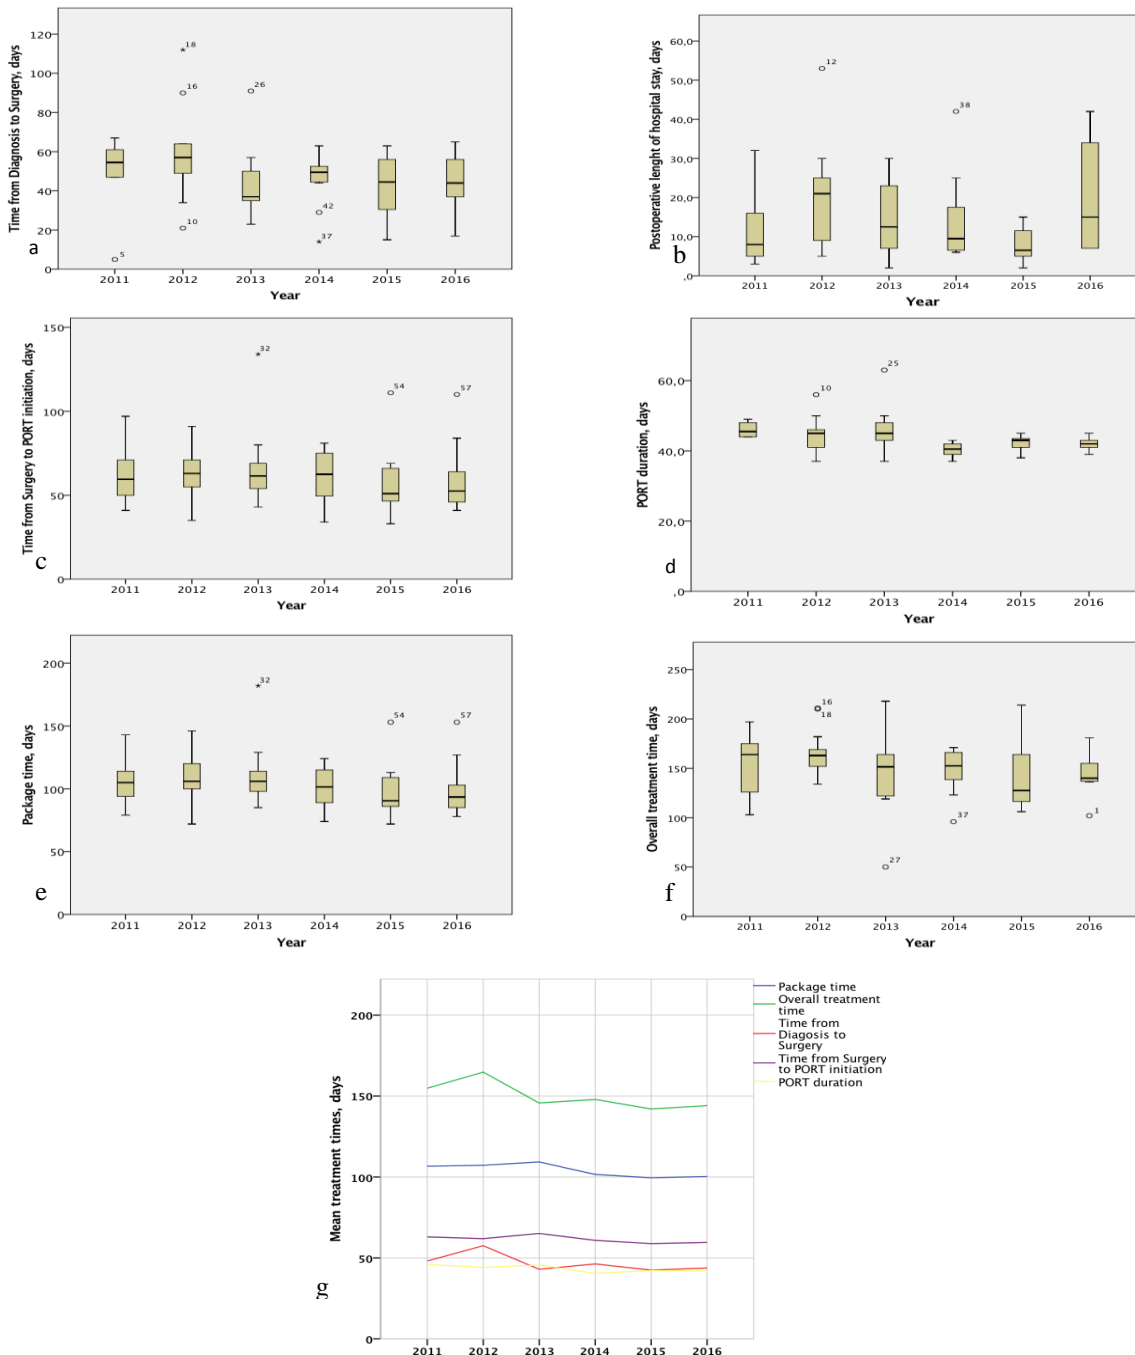 Time from Diagnosis to Surgery, days
120
100
80
60
40
20
0
18
16
26
10
42
37
5
a
2011 2012 2013 2014 2015 2016
Year
Postoperative lenght of hospital stay, days
60,0
50,0
40,0
30,0
20,0
10,0
,0
12
38
b
2011 2012 2013 2014 2015 2016
Year
Time from Surgery to PORT initiation, days
150
100
50
0
32
54
57
c
2011 2012 2013 2014 2015 2016
Year
PORT duration, days
60,0
40,0
20,0
,0
10
25
d
2011 2012 2013 2014 2015 2016
Year
Package time, days
200
150
100
50
0
32
54
57
e
2011 2012 2013 2014 2015 2016
Year
Overall treatment time, days
250
200
150
100
50
0
16
18
27
37
1
f
2011 2012 2013 2014 2015 2016
Year
Mean treatment times, days
200
150
100
50
0
g
2011 2012 2013 2014 2015 2016
Package time
Overall treatment
time
Time from
Diagosis to
Surgery
Time from Surgery
to PORT initiation
PORT duration